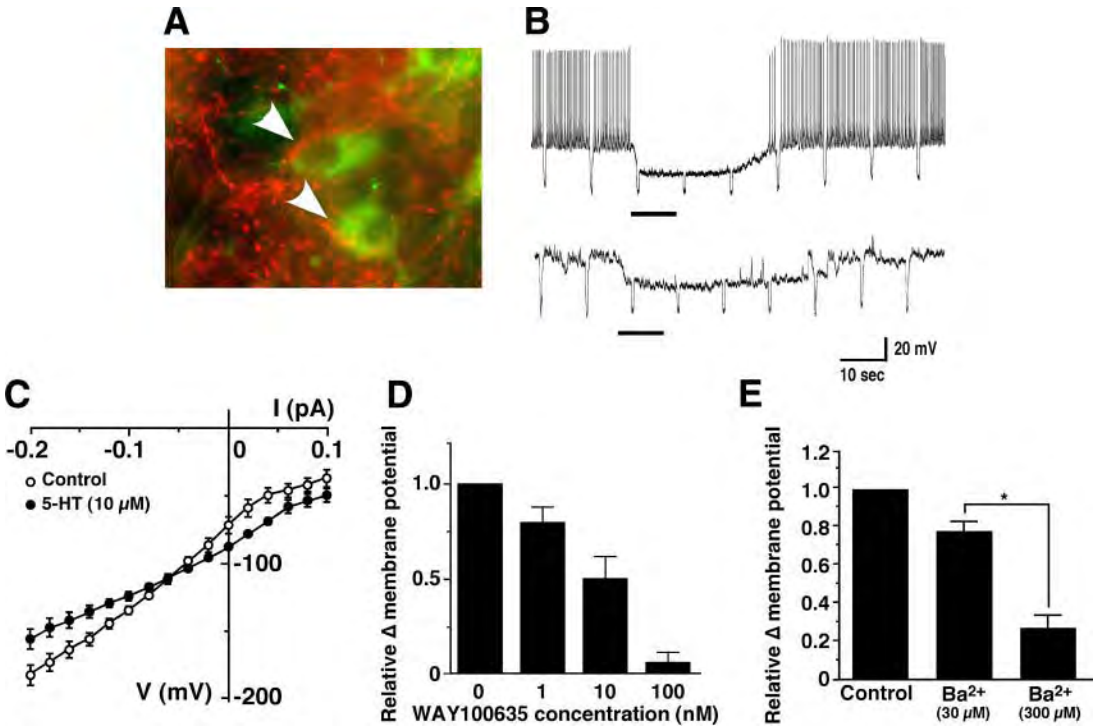 A
B
20 mV
10 sec
C
I (pA)
-0.2
-0.1
0
0.1
Control
5-HT (10 µM)
-100
V (mV)
-200
D
Relative Δ membrane potential
1.0
0.5
0
0
1
10
100
WAY100635 concentration (nM)
E
Relative Δ membrane potential
1.2
1.0
0.8
0.6
0.4
0.2
0
*
Control
Ba2+
(30 µM)
Ba2+
(300 µM)